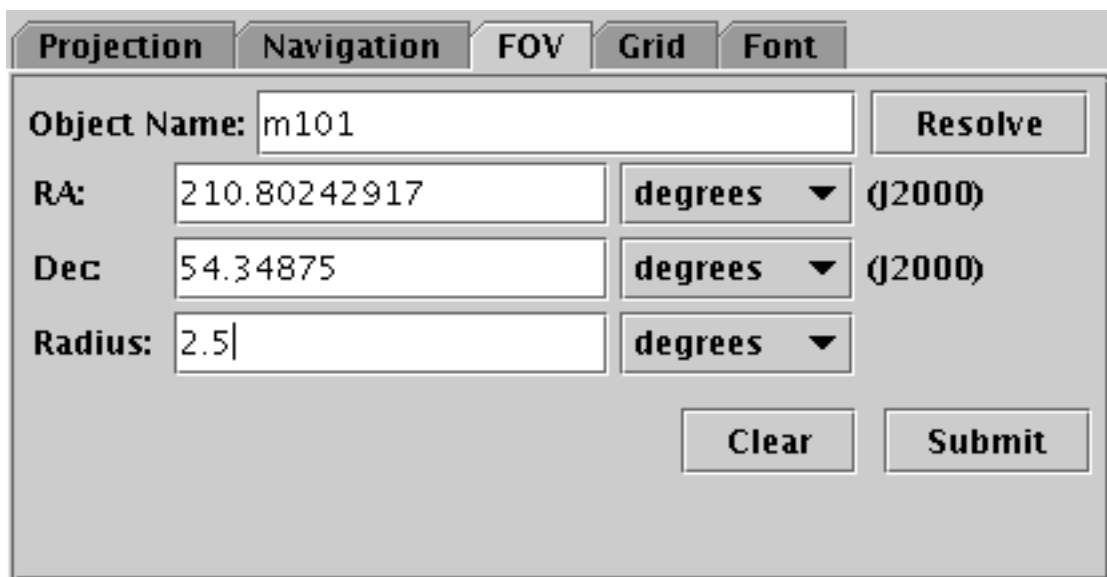 Projection Navigation FOV Grid Font
Object Name: m101 Resolve
RA: 210.80242917 degrees (J2000)
Dec: 54.34875 degrees (J2000)
Radius: 2.5 degrees
Clear Submit